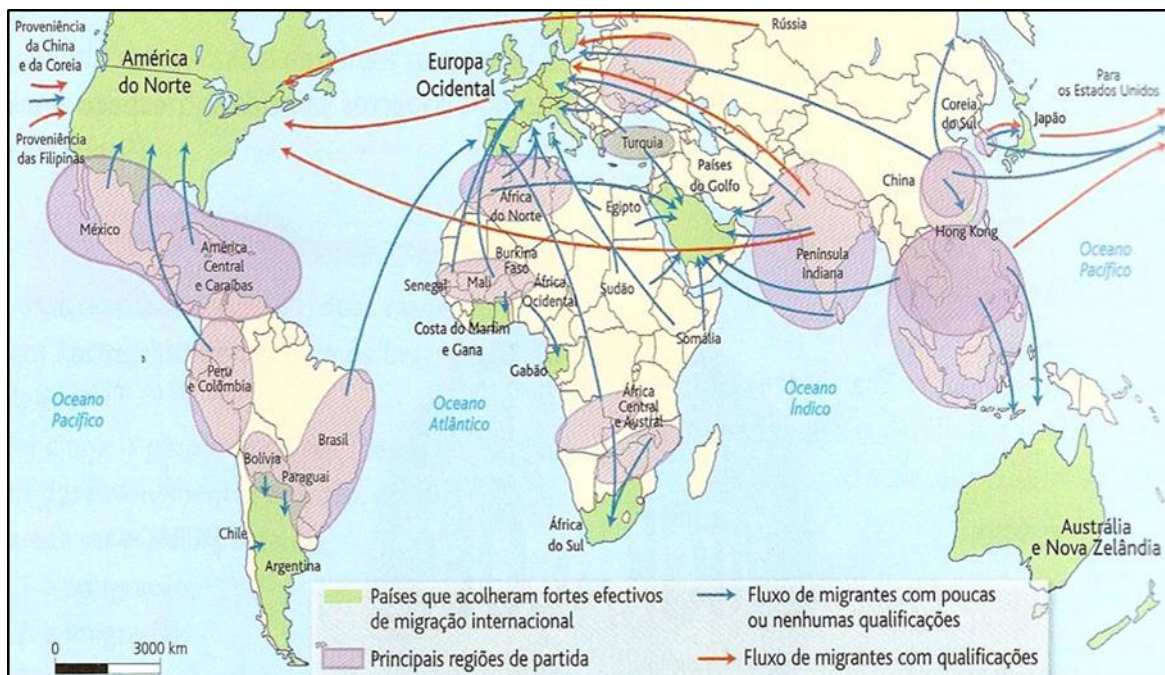 Proveniência
da China
e da Coreia
Proveniência
das Filipinas
América
do Norte
Europa
Ocidental
Rússia
Para
os Estados Unidos
Coreia
do Sul
Japão
Turquia
Países
do Golfo
China
África
do Norte
Egipto
Hong Kong
México
América
Central
e Caraíbas
Burkina
Faso
Senegal
Mali
África
Ocidental
Sudão
Península
Indiana
Oceano
Pacífico
Costa do Marfim
e Gana
Somália
Gabão
Peru
e Colômbia
Oceano
Pacífico
Oceano
Atlântico
África
Central
e Austral
Oceano
Índico
Brasil
Bolívia
Paraguai
Chile
Argentina
África
do Sul
Austrália
e Nova Zelândia
0 3000 km
Países que acolheram fortes efectivos
de migração internacional
Principais regiões de partida
Fluxo de migrantes com poucas
ou nenhumas qualificações
Fluxo de migrantes com qualificações